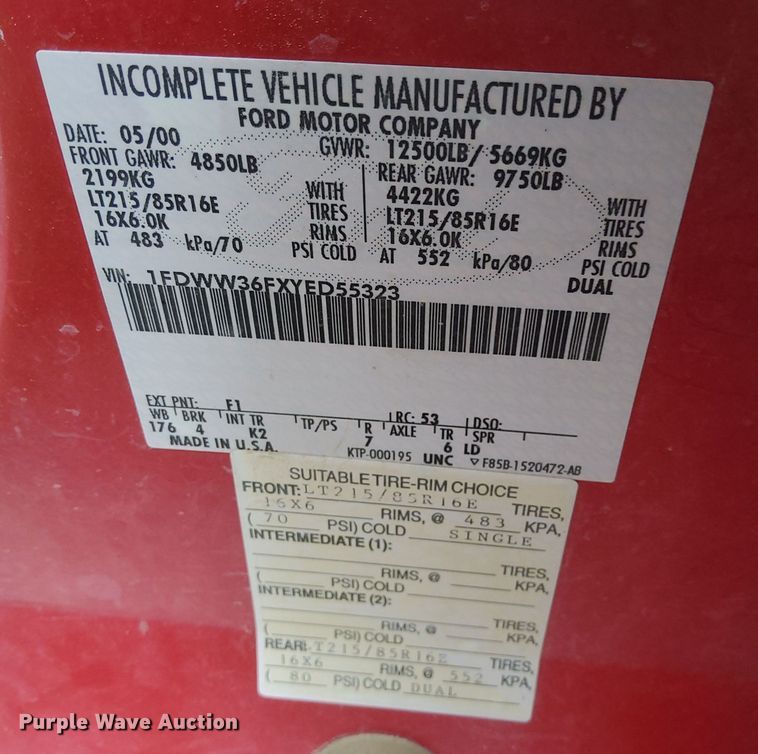 INCOMPLETE VEHICLE MANUFACTURED BY
FORD MOTOR COMPANY
DATE: 05/00 GVWR: 12500LB/ 5669KG
FRONT GAWR: 4850LB REAR GAWR: 9750LB
2199KG WITH 4422KG WITH
LT215/85R16E TIRES LT215/85R16E TIRES
16X6.0K RIMS 16X6.0K RIMS
AT 483 kPa/70 PSI COLD AT 552 kPa/80 PSI COLD
DUAL
VIN: 1FDWW36FXYED55323
EXT PNT: F1 RC: 53 DSO:
WB BRK INT TR TP/PS R AXLE TR SPR
176 4 K2 7 6 LD
MADE IN U.S.A. KTP-000195 UNC F85B-1520472-AB
SUITABLE TIRE-RIM CHOICE
FRONT: LT215/85R16E TIRES,
16X6 RIMS, @ 483 KPA,
( 70 PSI) COLD SINGLE
INTERMEDIATE (1):
TIRES,
RIMS, @ KPA,
( PSI) COLD
INTERMEDIATE (2):
TIRES,
RIMS, @ KPA,
( PSI) COLD
REAR: LT215/85R16E TIRES,
16X6 RIMS, @ 552 KPA,
( 80 PSI) COLD DUAL
Purple Wave Auction